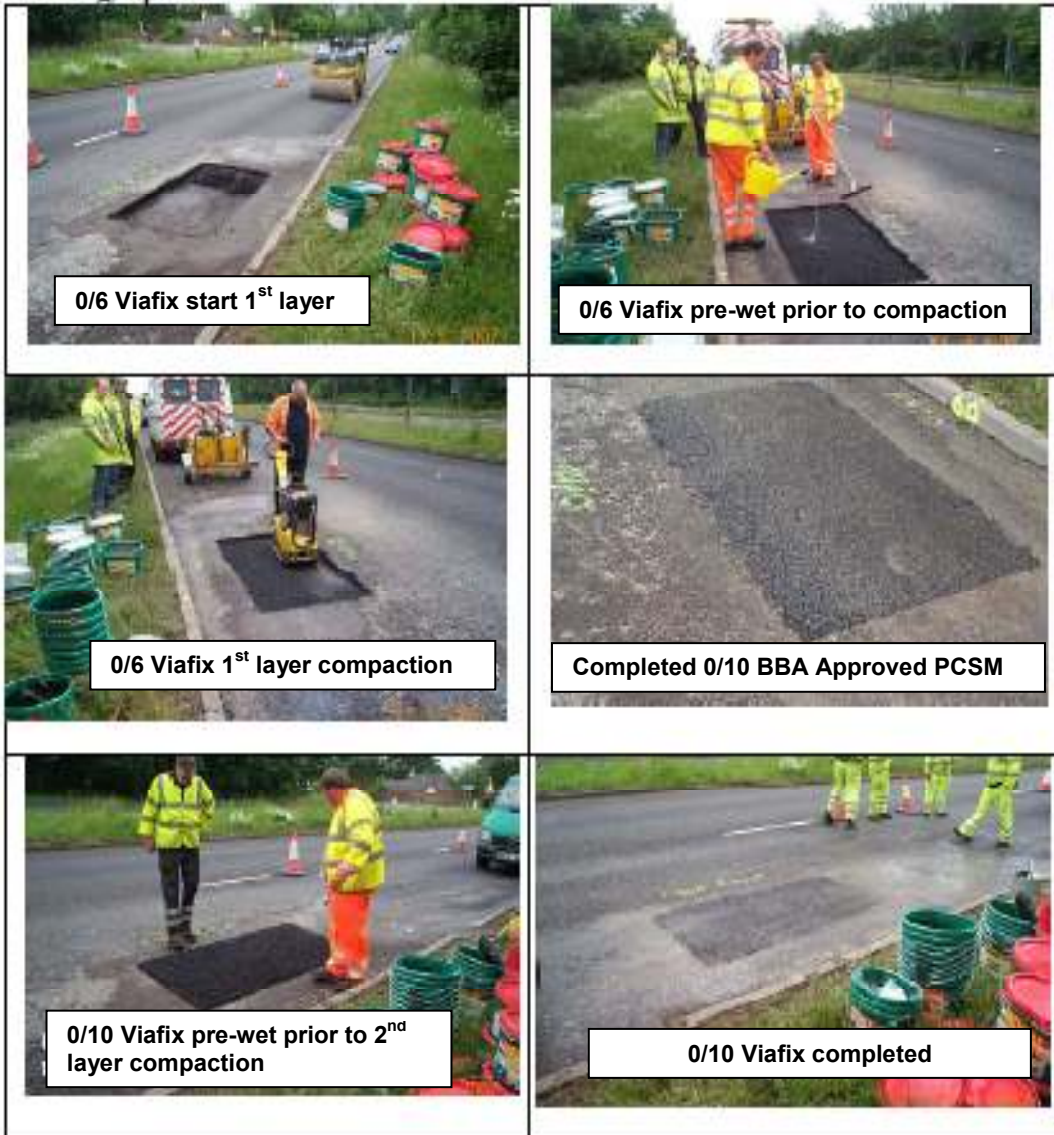 0/6 Viafix start 1st layer
0/6 Viafix pre-wet prior to compaction
0/6 Viafix 1st layer compaction
Completed 0/10 BBA Approved PCSM
0/10 Viafix pre-wet prior to 2nd
layer compaction
0/10 Viafix completed